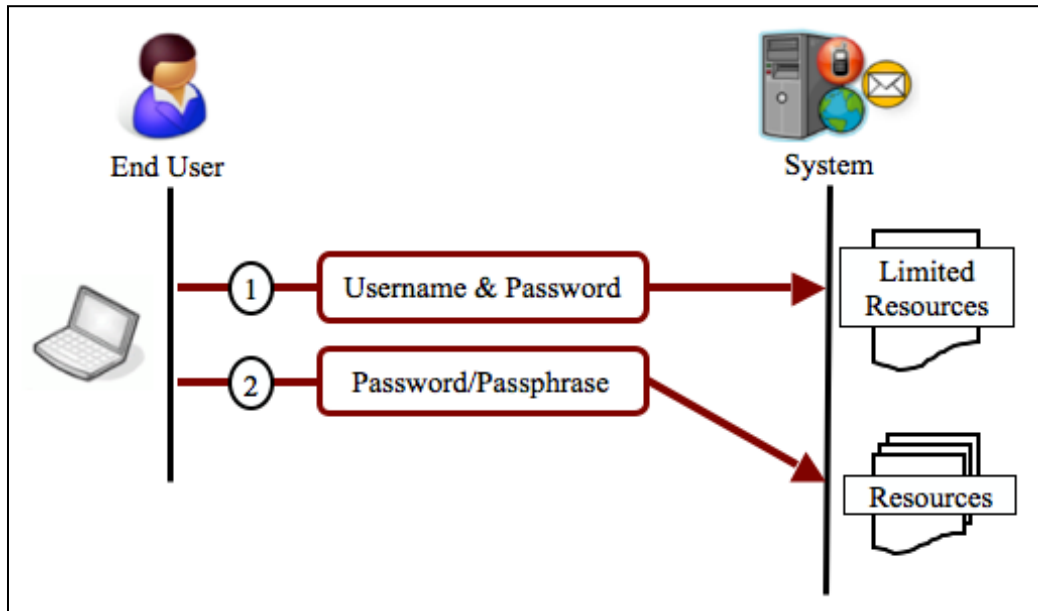 End User
System
1
Username & Password
Limited
Resources
2
Password/Passphrase
Resources